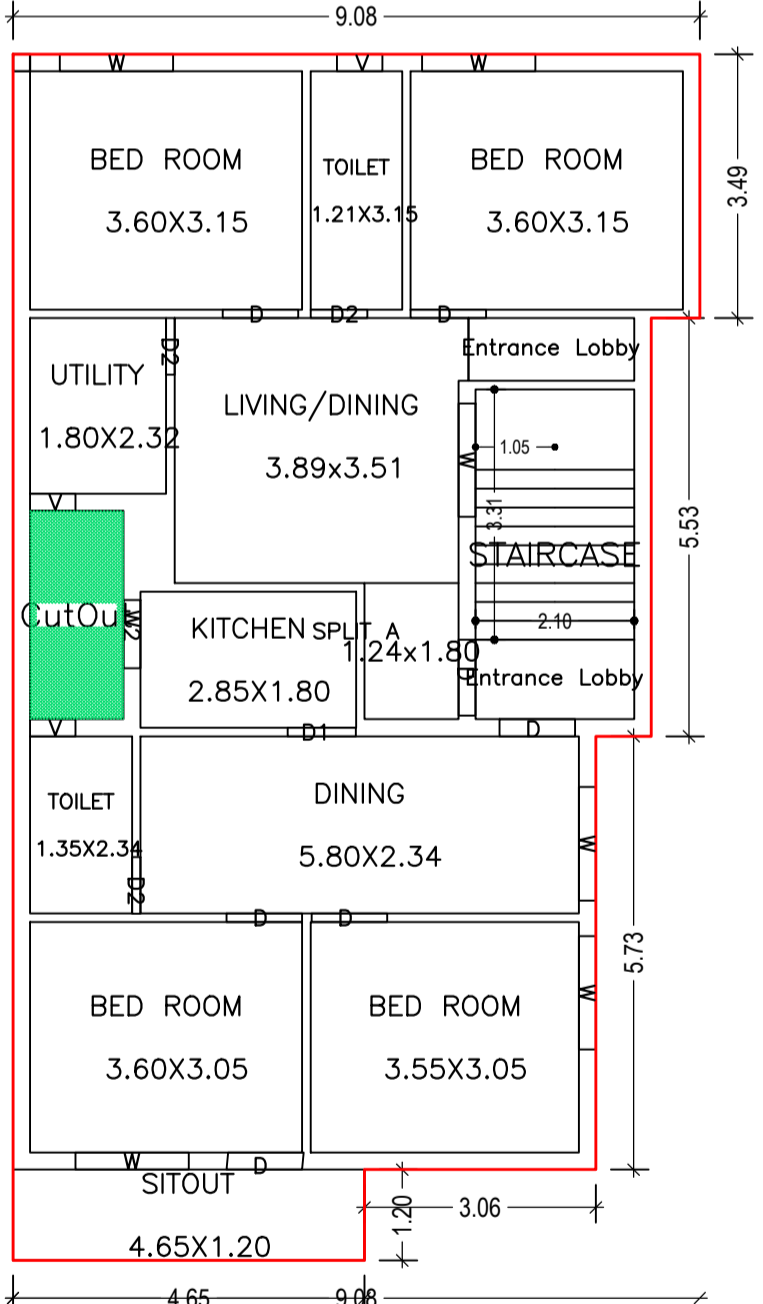 9.08
W
V
W
BED ROOM
3.60X3.15
TOILET
1.21X3.15
BED ROOM
3.60X3.15
3.49
D
D2
D
UTILITY
1.80X2.32
D2
LIVING/DINING
3.89x3.51
Entrance Lobby
W
1.05
3.31
STAIRCASE
2.10
5.53
V
CutOu
W2
KITCHEN
2.85X1.80
SPLIT A
1.24x1.80
D
Entrance Lobby
V
D1
D
TOILET
1.35X2.34
D2
DINING
5.80X2.34
W
D
D
BED ROOM
3.60X3.05
BED ROOM
3.55X3.05
W
5.73
W
D
SITOUT
4.65X1.20
1.20
3.06
4.65
9.08